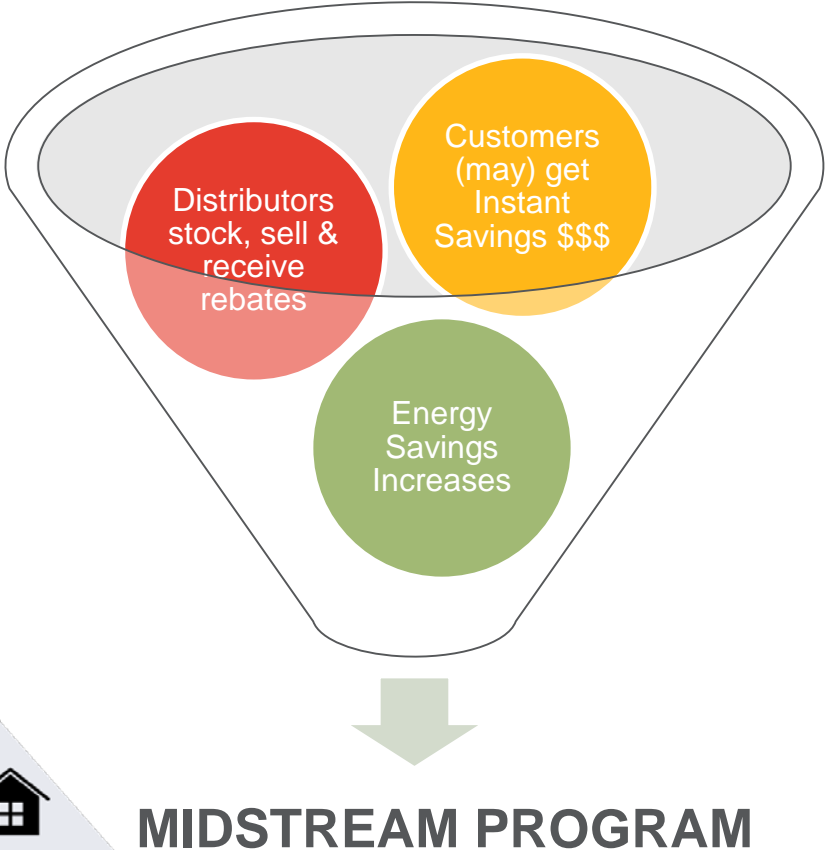 Customers
(may) get
Instant
Savings $$$
Distributors
stock, sell &
receive
rebates
Energy
Savings
Increases
MIDSTREAM PROGRAM